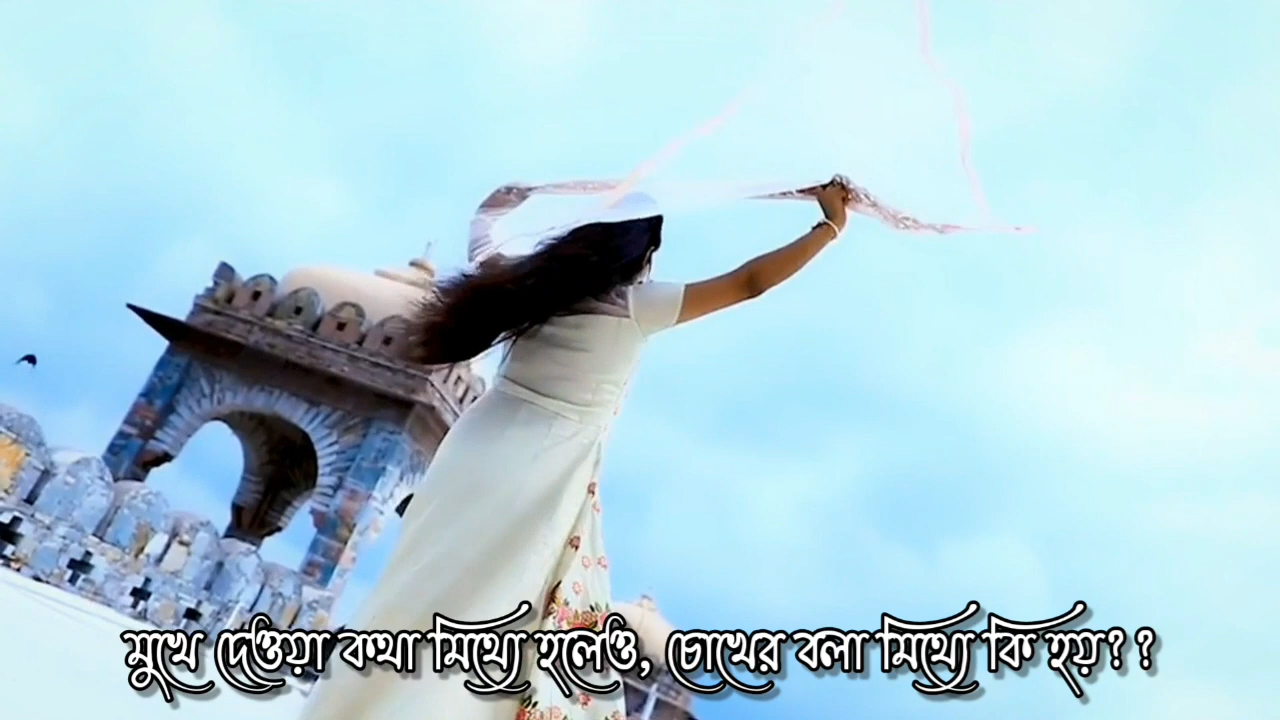 মুখে দেওয়া কথা মিথ্যে হলেও, চোখের বলা মিথ্যে কি হয়??